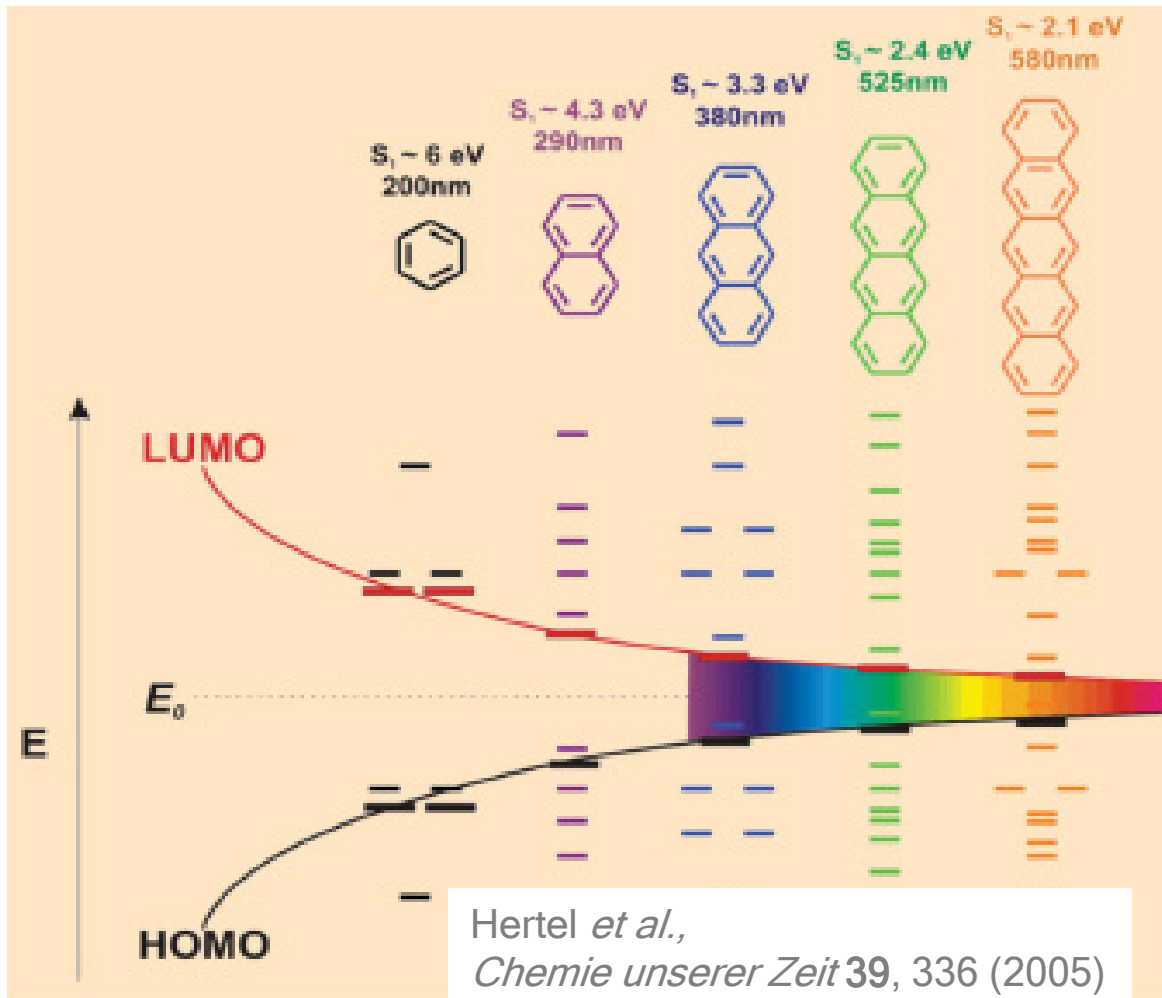 S₁ ~ 2.1 eV
580nm
S₁ ~ 2.4 eV
525nm
S₁ ~ 3.3 eV
380nm
S₁ ~ 4.3 eV
290nm
S₁ ~ 6 eV
200nm
LUMO
E₀
E
HOMO
Hertel et al.,
Chemie unserer Zeit 39, 336 (2005)